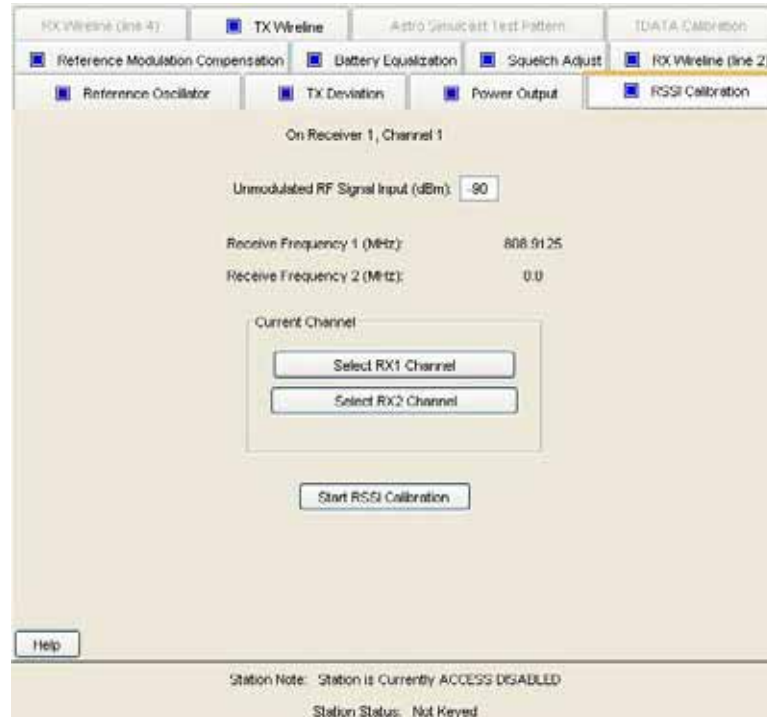 RX Wireline (line 4) TX Wireline Astro Simulcast Test Pattern TDATA Calibration
Reference Modulation Compensation Battery Equalization Squelch Adjust RX Wireline (line 2)
Reference Oscillator TX Deviation Power Output RSSI Calibration
On Receiver 1, Channel 1
Unmodulated RF Signal Input (dBm): -90
Receive Frequency 1 (MHz): 808.9125
Receive Frequency 2 (MHz): 0.0
Current Channel
Select RX1 Channel
Select RX2 Channel
Start RSSI Calibration
Help
Station Note: Station is Currently ACCESS DISABLED
Station Status: Not Keyed